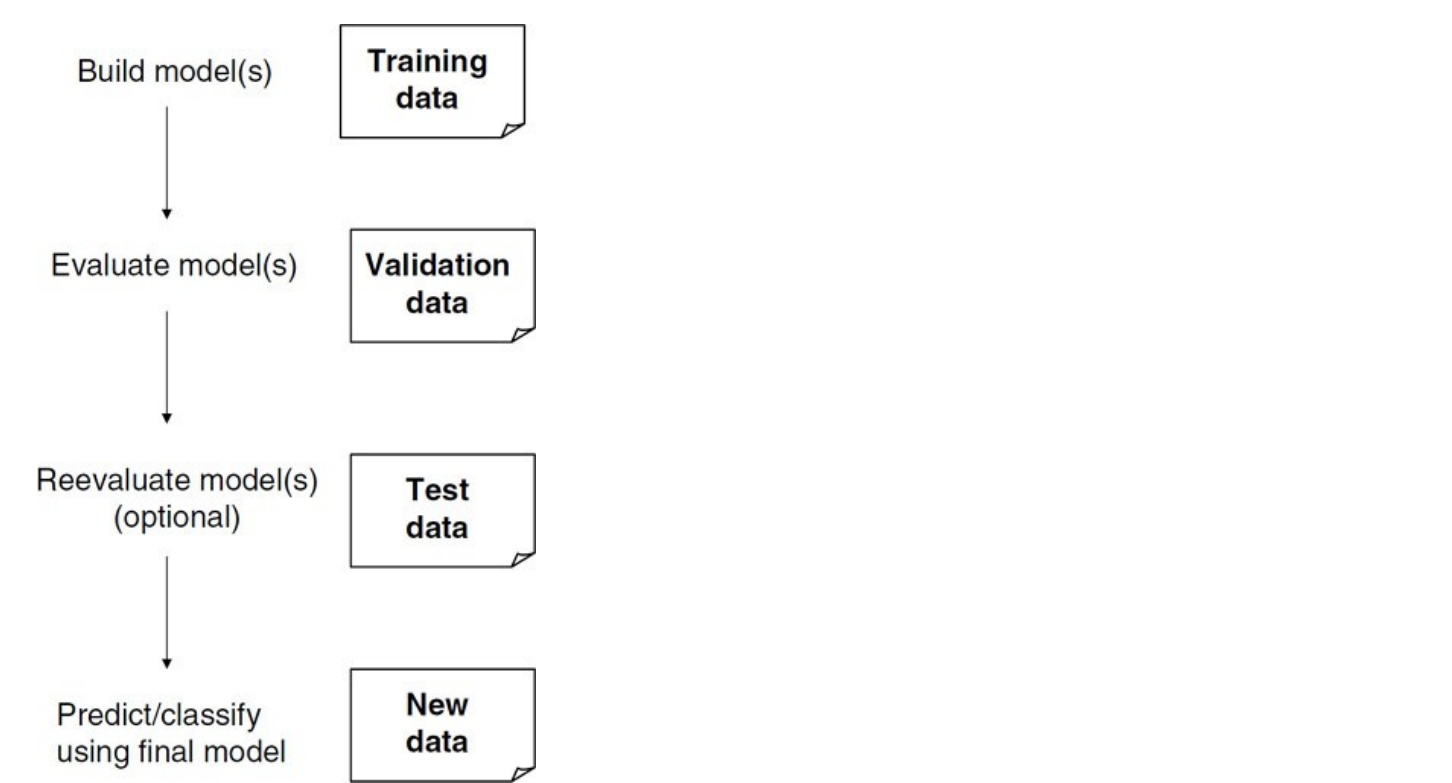 Build model(s)
Training
data
Evaluate model(s)
Validation
data
Reevaluate model(s)
(optional)
Test
data
Predict/classify
using final model
New
data